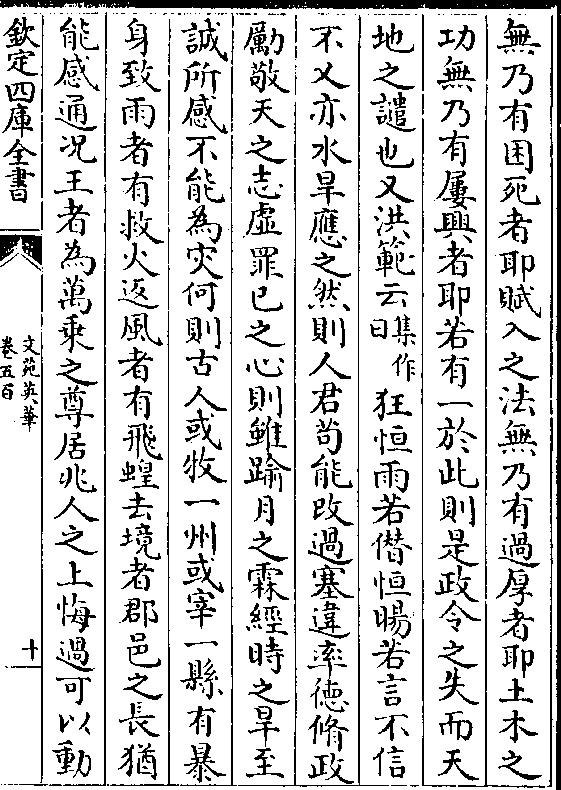 無乃有困死者耶賦入之法無乃有過厚者耶土木之
功無乃有屢興者耶若有一於此則是政令之失而天
地之譴也又洪範云集作曰狂恒雨若僣恒暘若言不信
不乂亦水旱應之然則人君苟能改過塞違率徳脩政
勵敬天之志虛罪已之心則雖踰月之霖經時之旱至
誠所感不能為灾何則古人或牧一州或宰一縣有暴
身致雨者有救火返風者有飛蝗去境者郡邑之長猶
能感通况王者為萬乘之尊居兆人之上悔過可以動
欽定四庫全書
文苑英華
卷五百
十